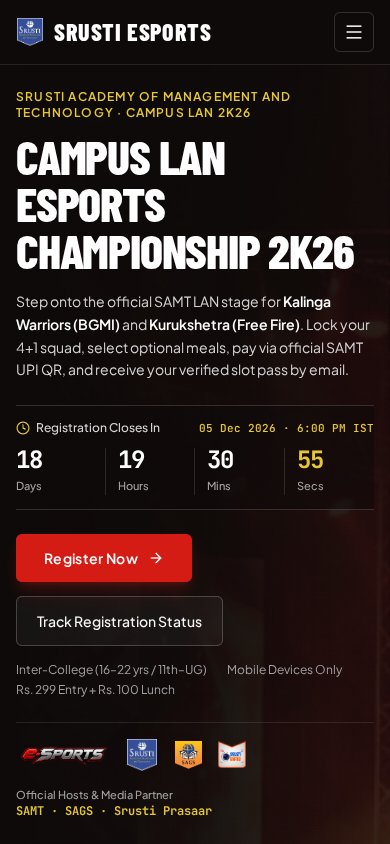 SRUSTI ESPORTS
SRUSTI ACADEMY OF MANAGEMENT AND
TECHNOLOGY · CAMPUS LAN 2K26
CAMPUS LAN
ESPORTS
CHAMPIONSHIP 2K26
Step onto the official SAMT LAN stage for Kalinga
Warriors (BGMI) and Kurukshetra (Free Fire). Lock your
4+1 squad, select optional meals, pay via official SAMT
UPI QR, and receive your verified slot pass by email.
Registration Closes In
05 Dec 2026 · 6:00 PM IST
18 19 30 55
Days Hours Mins Secs
Register Now →
Track Registration Status
Inter-College (16–22 yrs / 11th–UG) Mobile Devices Only
Rs. 299 Entry + Rs. 100 Lunch
e-SPORTS SRUSTI SAGS
Official Hosts & Media Partner
SAMT · SAGS · Srusti Prasaar